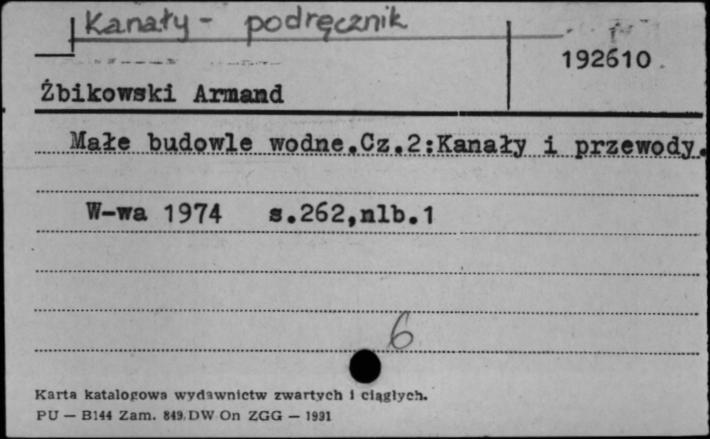 Kanały - podręcznik
192610
Żbikowski Armand
Małe budowle wodne.Cz.2:Kanały i przewody.
W-wa 1974 s.262,nlb.1
6
Karta katalogowa wydawnictw zwartych i ciągłych.
PU — B144 Zam. 849.DW On ZGG — 1931